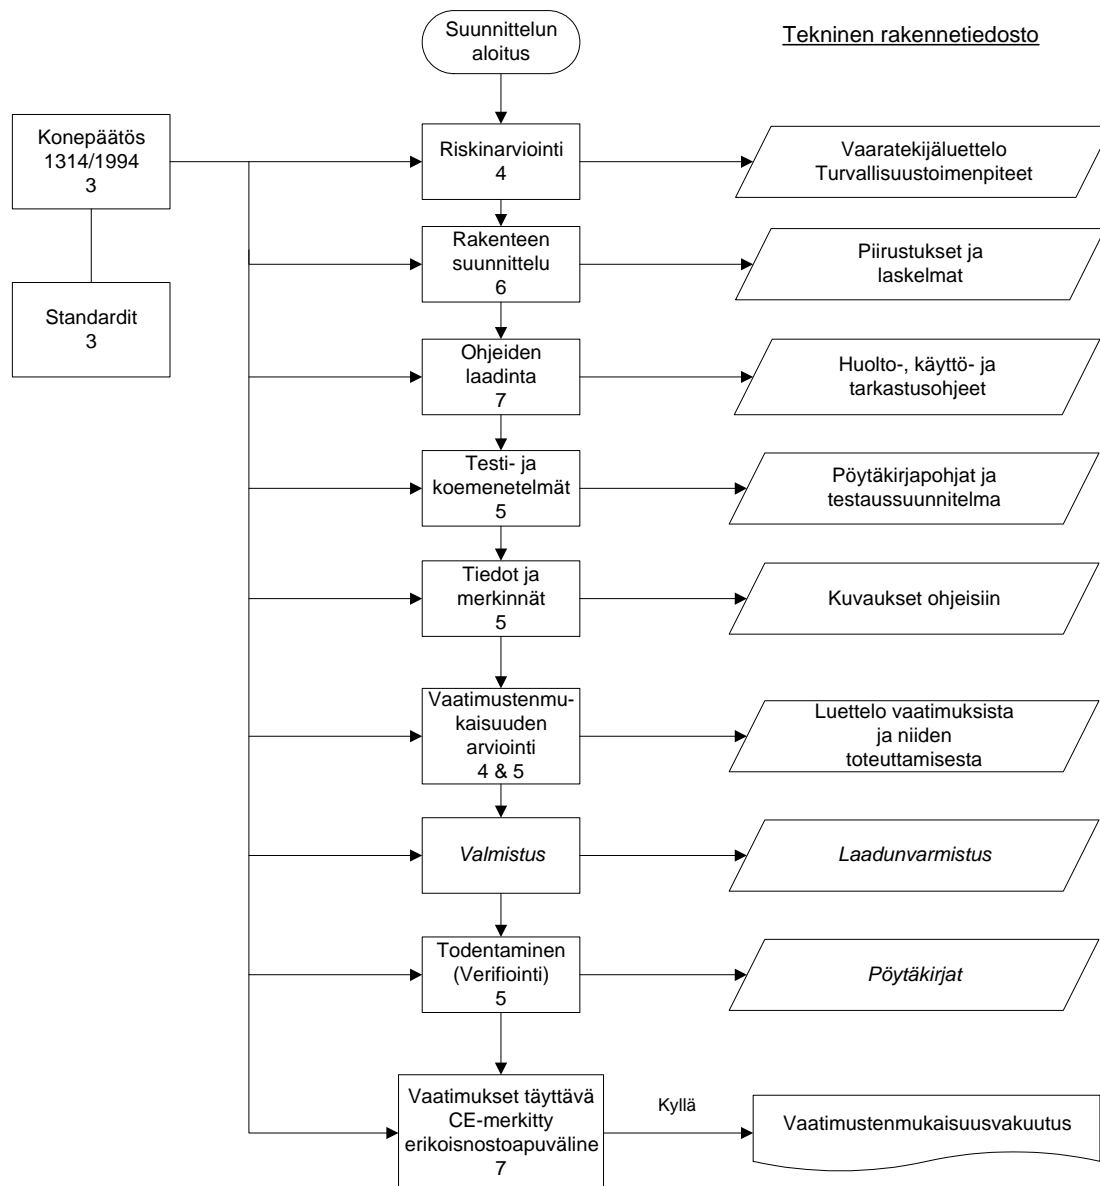 Suunnittelun
aloitus
Tekninen rakennetiedosto
Konepäätös
1314/1994
3
Standardit
3
Riskinarviointi
4
Vaaratekijäluettelo
Turvallisuustoimenpiteet
Rakenteen
suunnittelu
6
Piirustukset ja
laskelmat
Ohjeiden
laadinta
7
Huolto-, käyttö- ja
tarkastusohjeet
Testi- ja
koemenetelmät
5
Pöytäkirjapohjat ja
testaussuunnitelma
Tiedot ja
merkinnät
5
Kuvaukset ohjeisiin
Vaatimustenmu-
kaisuuden
arviointi
4 & 5
Luettelo vaatimuksista
ja niiden
toteuttamisesta
Valmistus
Laadunvarmistus
Todentaminen
(Verifiointi)
5
Pöytäkirjat
Vaatimukset täyttävä
CE-merkitty
erikoisnostoapuväline
7
Kyllä
Vaatimustenmukaisuusvakuutus